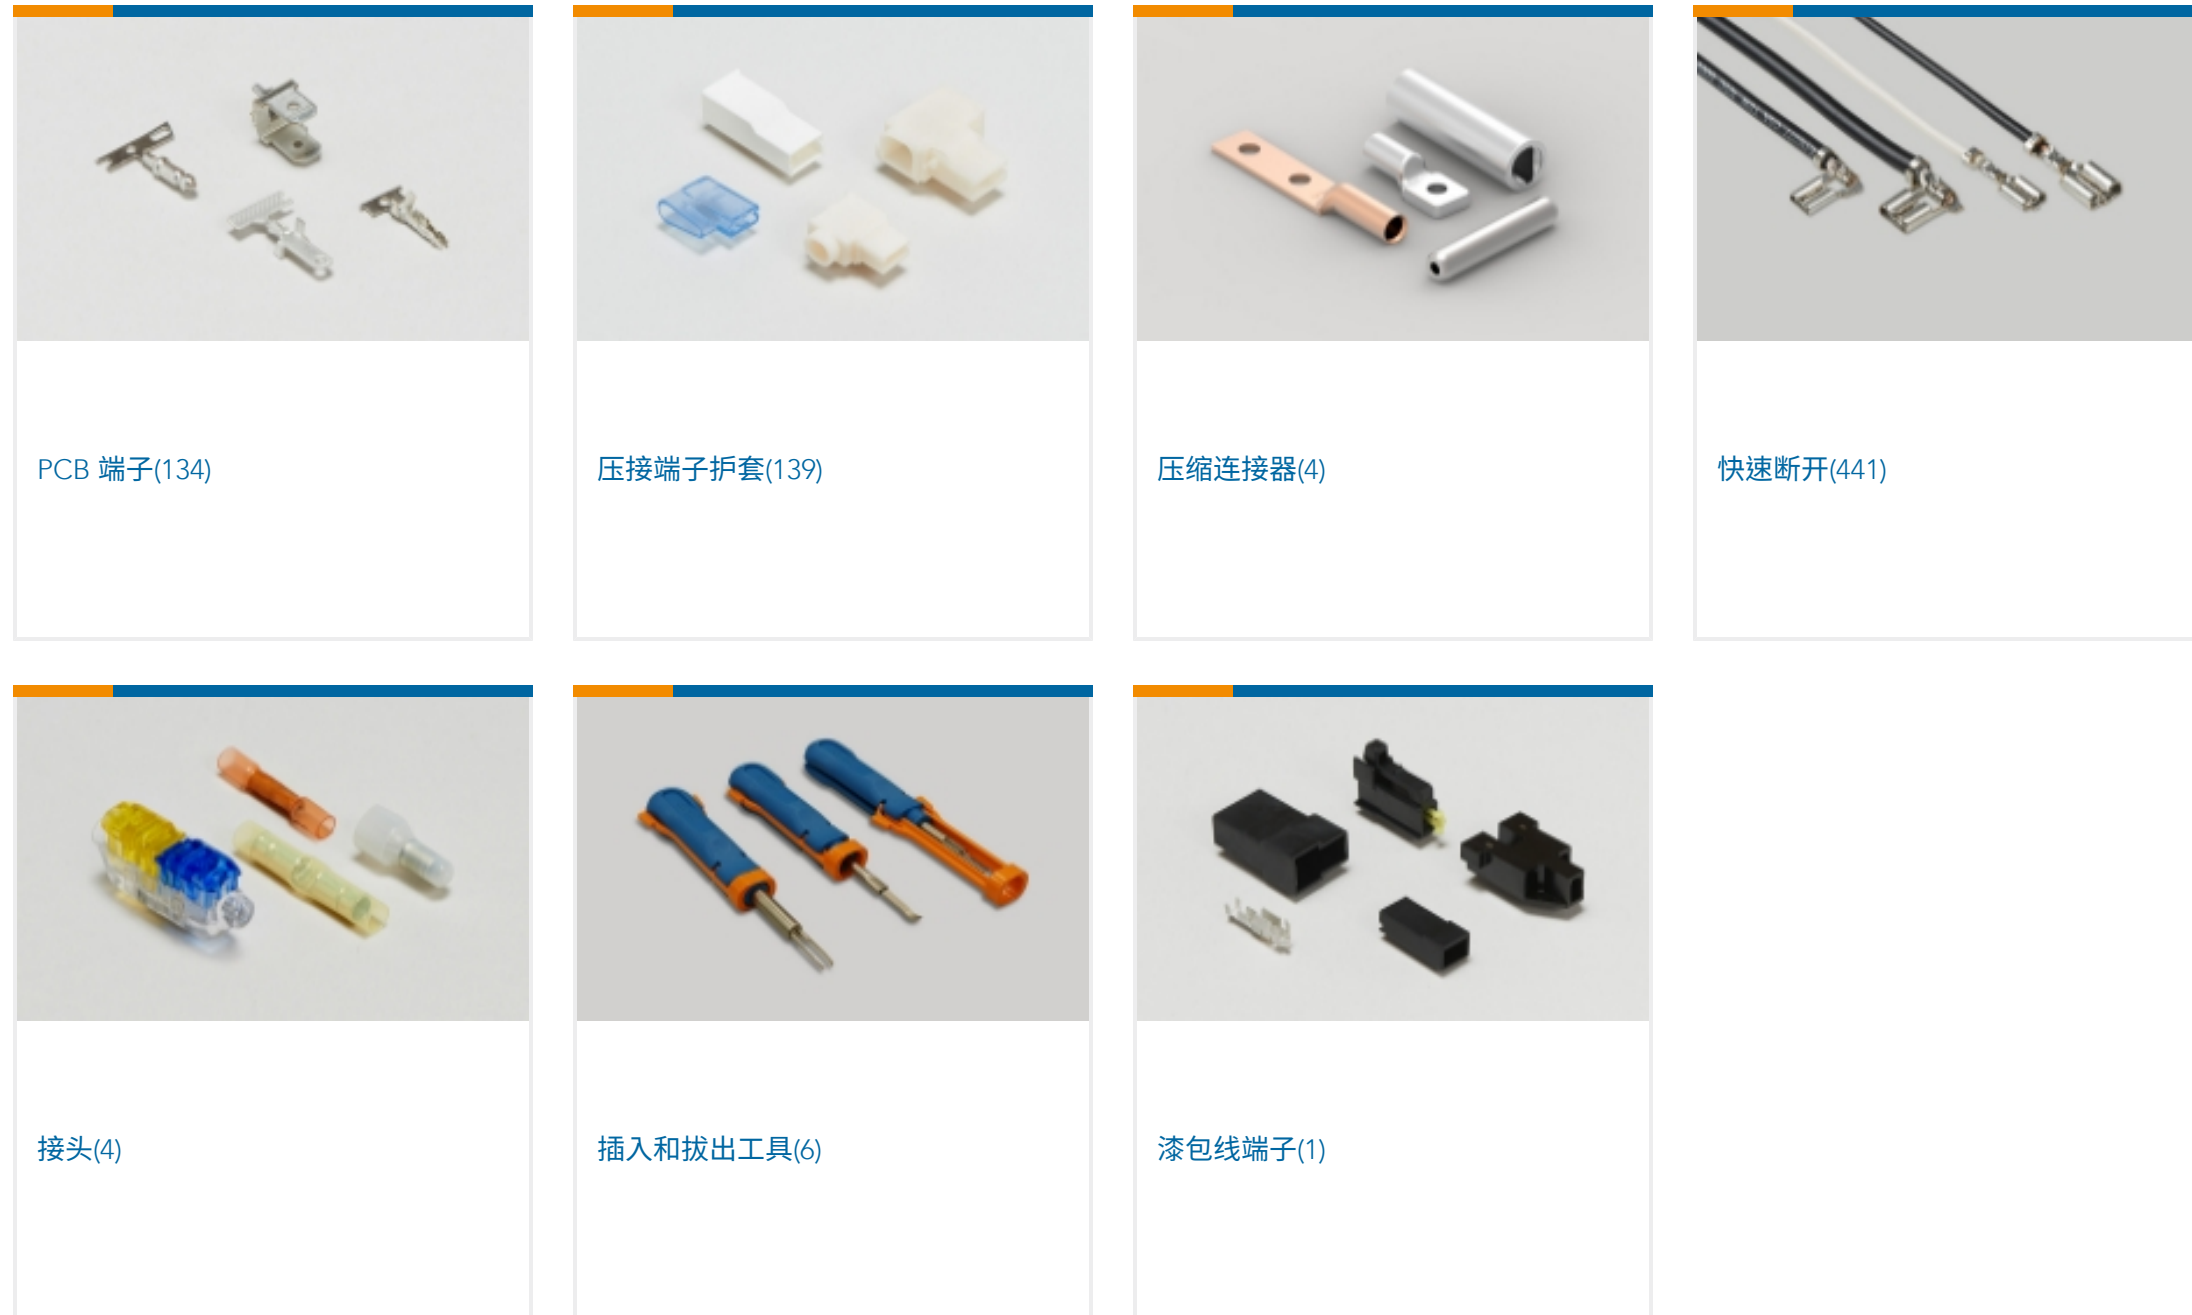 PCB 端子(134)
压接端子护套(139)
压缩连接器(4)
快速断开(441)
接头(4)
插入和拔出工具(6)
漆包线端子(1)